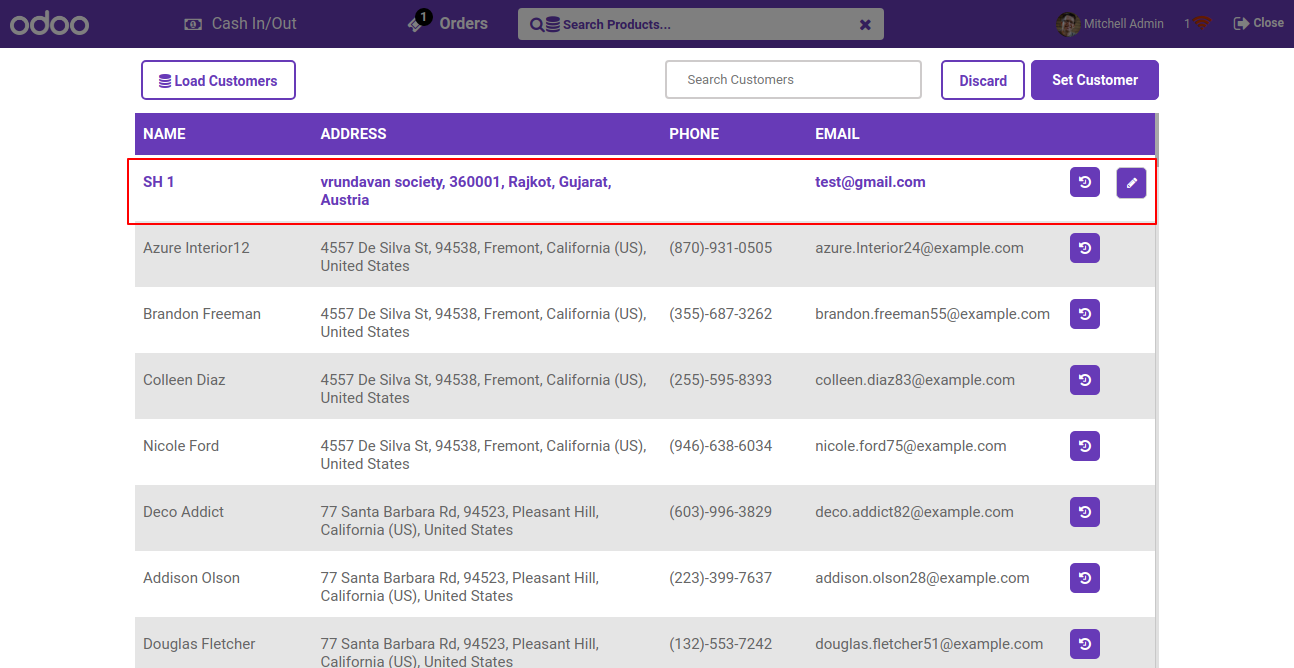 odoo
Cash In/Out
1
Orders
Search Products...
Mitchell Admin
1
Close
Load Customers
Search Customers
Discard
Set Customer
NAME ADDRESS PHONE EMAIL
SH 1 vrundavan society, 360001, Rajkot, Gujarat, test@gmail.com
Austria
Azure Interior12 4557 De Silva St, 94538, Fremont, California (US), (870)-931-0505 azure.Interior24@example.com
United States
Brandon Freeman 4557 De Silva St, 94538, Fremont, California (US), (355)-687-3262 brandon.freeman55@example.com
United States
Colleen Diaz 4557 De Silva St, 94538, Fremont, California (US), (255)-595-8393 colleen.diaz83@example.com
United States
Nicole Ford 4557 De Silva St, 94538, Fremont, California (US), (946)-638-6034 nicole.ford75@example.com
United States
Deco Addict 77 Santa Barbara Rd, 94523, Pleasant Hill, (603)-996-3829 deco.addict82@example.com
California (US), United States
Addison Olson 77 Santa Barbara Rd, 94523, Pleasant Hill, (223)-399-7637 addison.olson28@example.com
California (US), United States
Douglas Fletcher 77 Santa Barbara Rd, 94523, Pleasant Hill, (132)-553-7242 douglas.fletcher51@example.com
California (US), United States